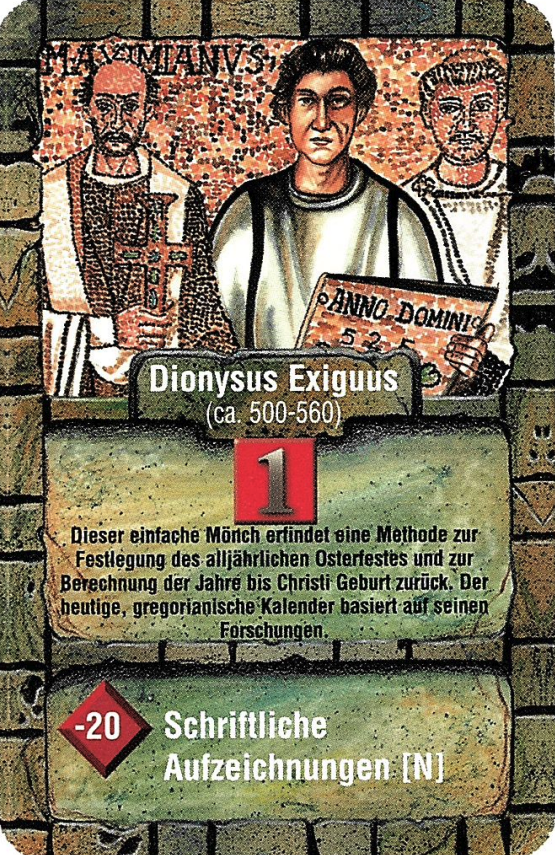 MAXIMIANVS
ANNO DOMINI
525
Dionysus Exiguus
(ca. 500-560)
1
Dieser einfache Mönch erfindet eine Methode zur
Festlegung des alljährlichen Osterfestes und zur
Berechnung der Jahre bis Christi Geburt zurück. Der
heutige, gregorianische Kalender basiert auf seinen
Forschungen.
-20
Schriftliche
Aufzeichnungen [N]